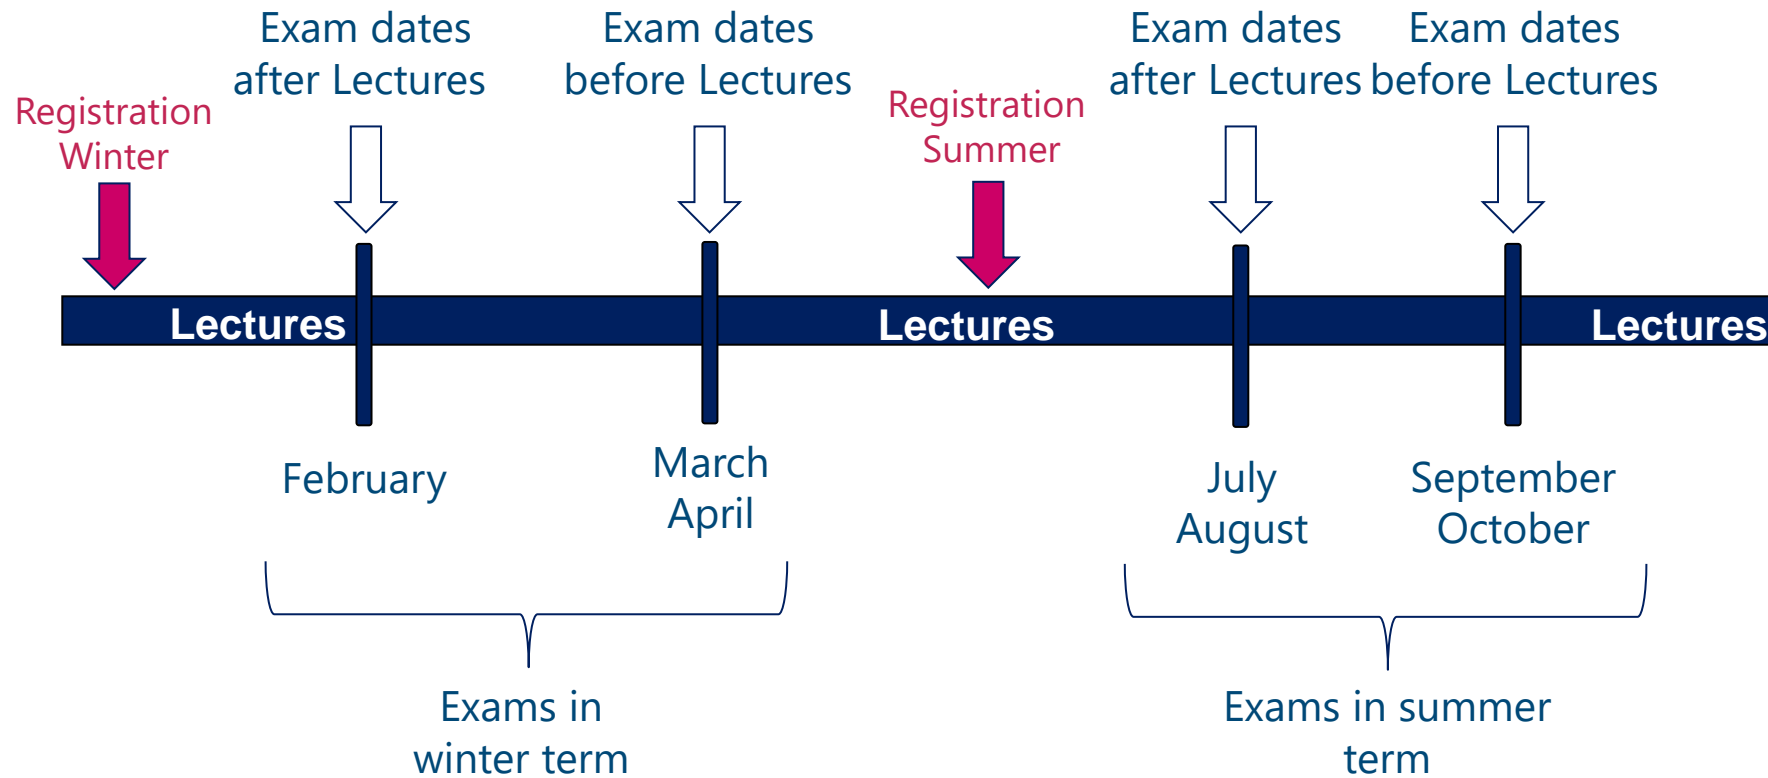 Exam dates
after Lectures
Exam dates
before Lectures
Exam dates
after Lectures
Exam dates
before Lectures
Registration
Winter
Registration
Summer
Lectures
Lectures
Lectures
February
March
April
July
August
September
October
Exams in
winter term
Exams in summer
term